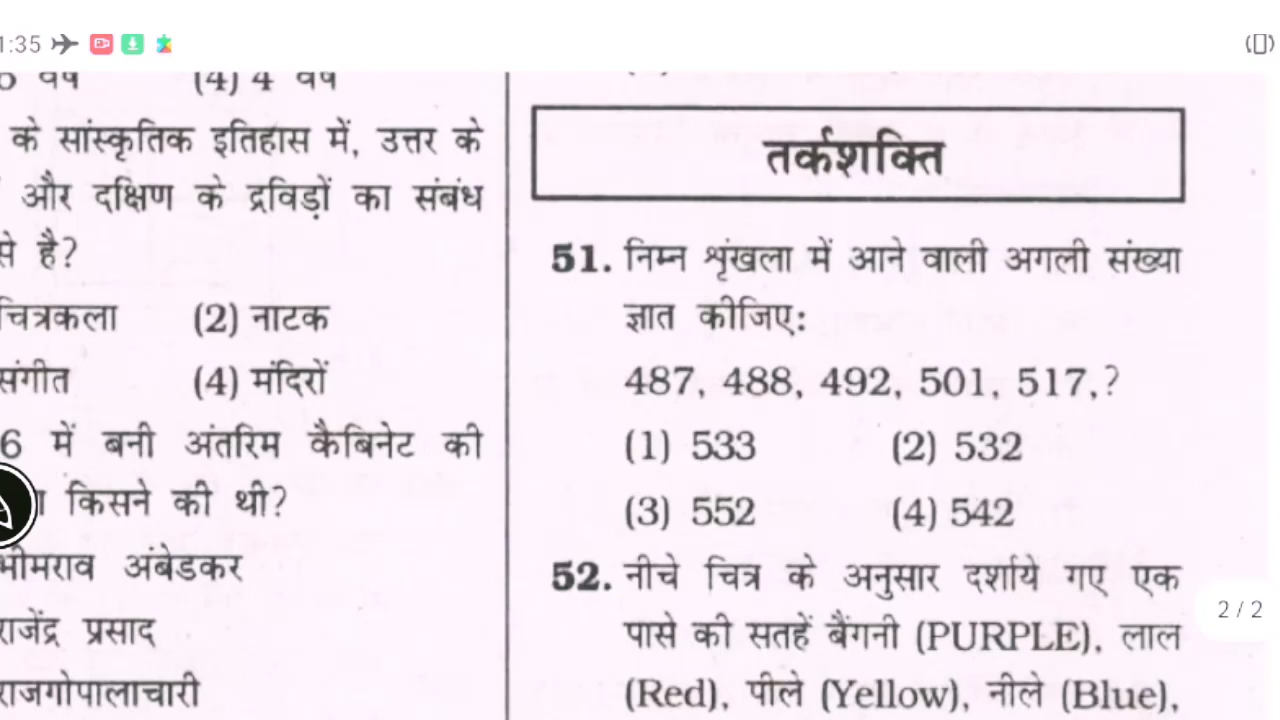 1:35
(4) 4 वर्ष
के सांस्कृतिक इतिहास में, उत्तर के
और दक्षिण के द्रविड़ों का संबंध
से है?
चित्रकला (2) नाटक
संगीत (4) मंदिरों
6 में बनी अंतरिम कैबिनेट की
किसने की थी?
भीमराव अंबेडकर
राजेंद्र प्रसाद
राजगोपालाचारी
तर्कशक्ति
51. निम्न शृंखला में आने वाली अगली संख्या
ज्ञात कीजिए:
487, 488, 492, 501, 517,?
(1) 533 (2) 532
(3) 552 (4) 542
52. नीचे चित्र के अनुसार दर्शाये गए एक
पासे की सतहें बैंगनी (PURPLE), लाल
(Red), पीले (Yellow), नीले (Blue),
2 / 2